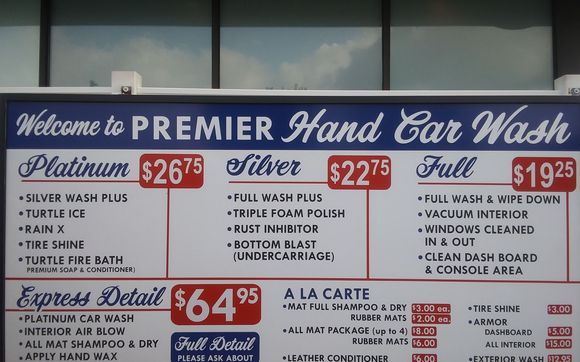 Welcome to PREMIER Hand Car Wash
Platinum $26.75
• SILVER WASH PLUS
• TURTLE ICE
• RAIN X
• TIRE SHINE
• TURTLE FIRE BATH
PREMIUM SOAP & CONDITIONER)
Silver $22.75
• FULL WASH PLUS
• TRIPLE FOAM POLISH
• RUST INHIBITOR
• BOTTOM BLAST
(UNDERCARRIAGE)
Full $19.25
• FULL WASH & WIPE DOWN
• VACUUM INTERIOR
• WINDOWS CLEANED
IN & OUT
• CLEAN DASH BOARD
& CONSOLE AREA
Express Detail $64.95
• PLATINUM CAR WASH
• INTERIOR AIR BLOW
• ALL MAT SHAMPOO & DRY
• APPLY HAND WAX
Full Detail
PLEASE ASK ABOUT
A LA CARTE
• MAT FULL SHAMPOO & DRY $3.00 ea.
RUBBER MATS $2.00 ea.
• ALL MAT PACKAGE (up to 4) $8.00
RUBBER MATS $6.00
• LEATHER CONDITIONER $6.00
• TIRE SHINE $3.00
• ARMOR
DASHBOARD $5.00
ALL INTERIOR $15.00
• EXTERIOR WASH $12.95